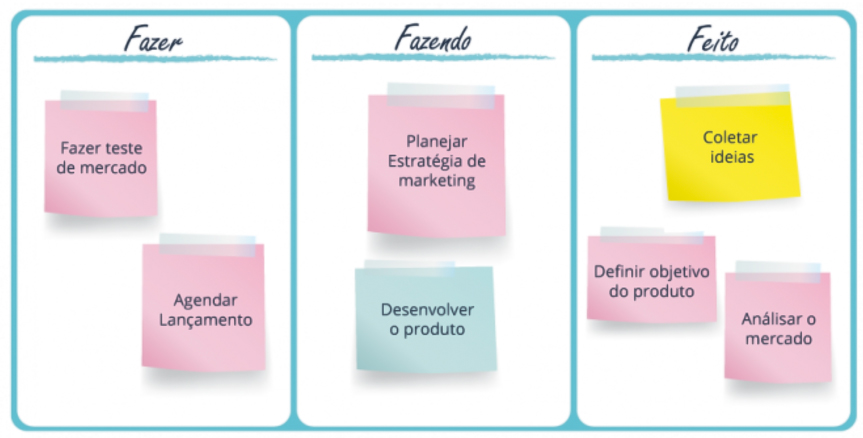 Fazer
Fazer teste
de mercado
Agendar
Lançamento
Fazendo
Planejar
Estratégia de
marketing
Desenvolver
o produto
Feito
Coletar
ideias
Definir objetivo
do produto
Análisar o
mercado